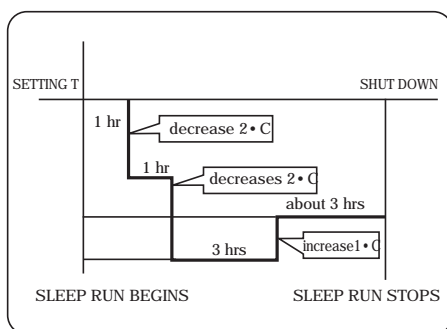 SETTING T
SHUT DOWN
1 hr
decrease 2• C
1 hr
decreases 2• C
about 3 hrs
3 hrs
increase1• C
SLEEP RUN BEGINS
SLEEP RUN STOPS